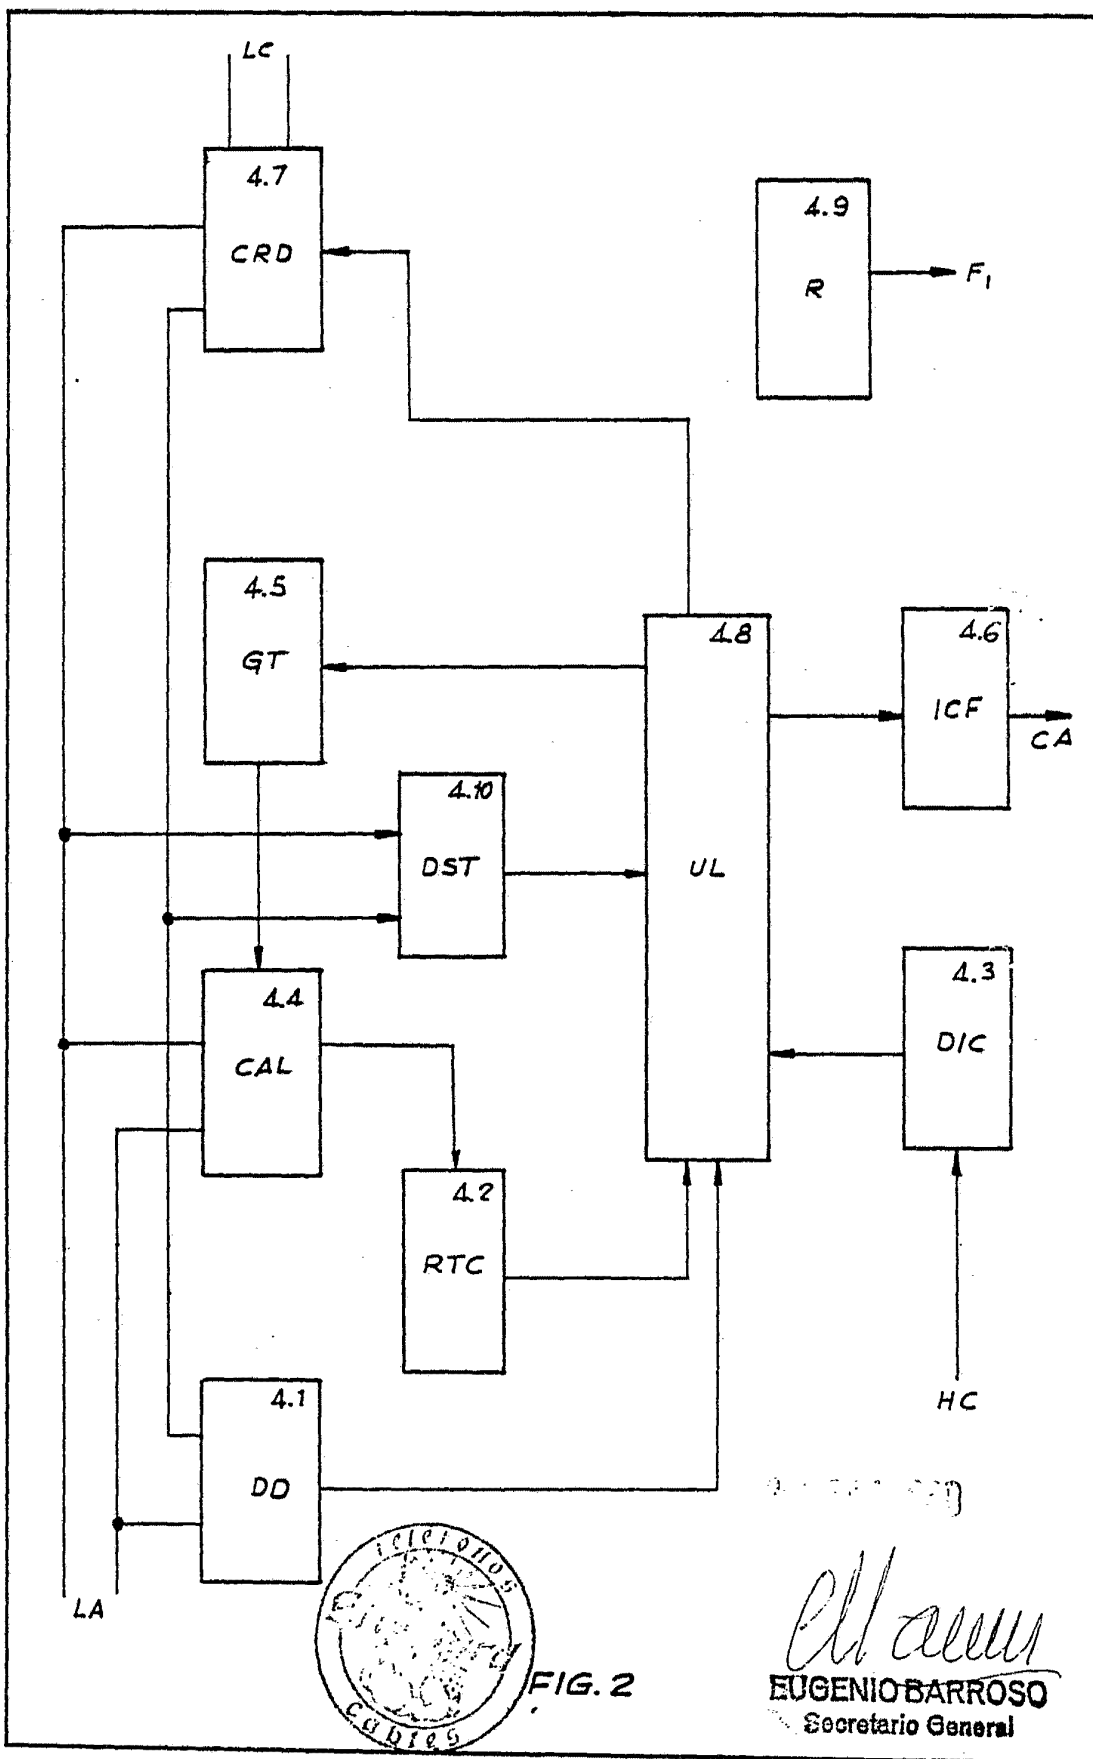 LC
4.7
CRD
4.9
R
F1
4.5
GT
4.8
UL
4.6
ICF
CA
4.10
DST
4.4
CAL
4.3
DIC
4.2
RTC
HC
4.1
DD
LA
Telefonos
cables
FIG. 2
EUGENIO BARROSO
Secretario General